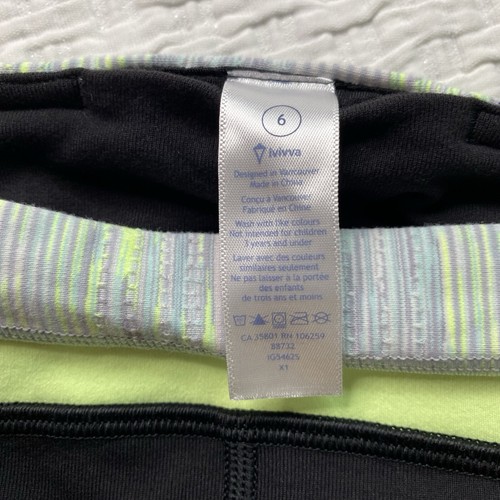 6
ivivva
Designed in Vancouver
Made in China
Conçu à Vancouver
Fabriqué en Chine
Wash with like colours
Not intended for children
3 years and under
Laver avec des couleurs
similaires seulement
Ne pas laisser à la portée
des enfants
de trois ans et moins
CA 35801 RN 106259
88732
IG54625
X1